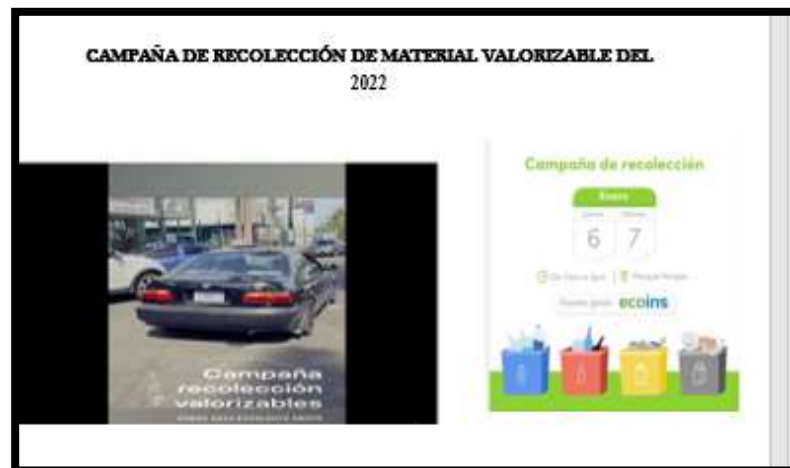 CAMPAÑA DE RECOLECCIÓN DE MATERIAL VALORIZABLE DEL
2022
Campaña
recolección
valorizables
Campaña de recolección
Enero
6 7
ecoins